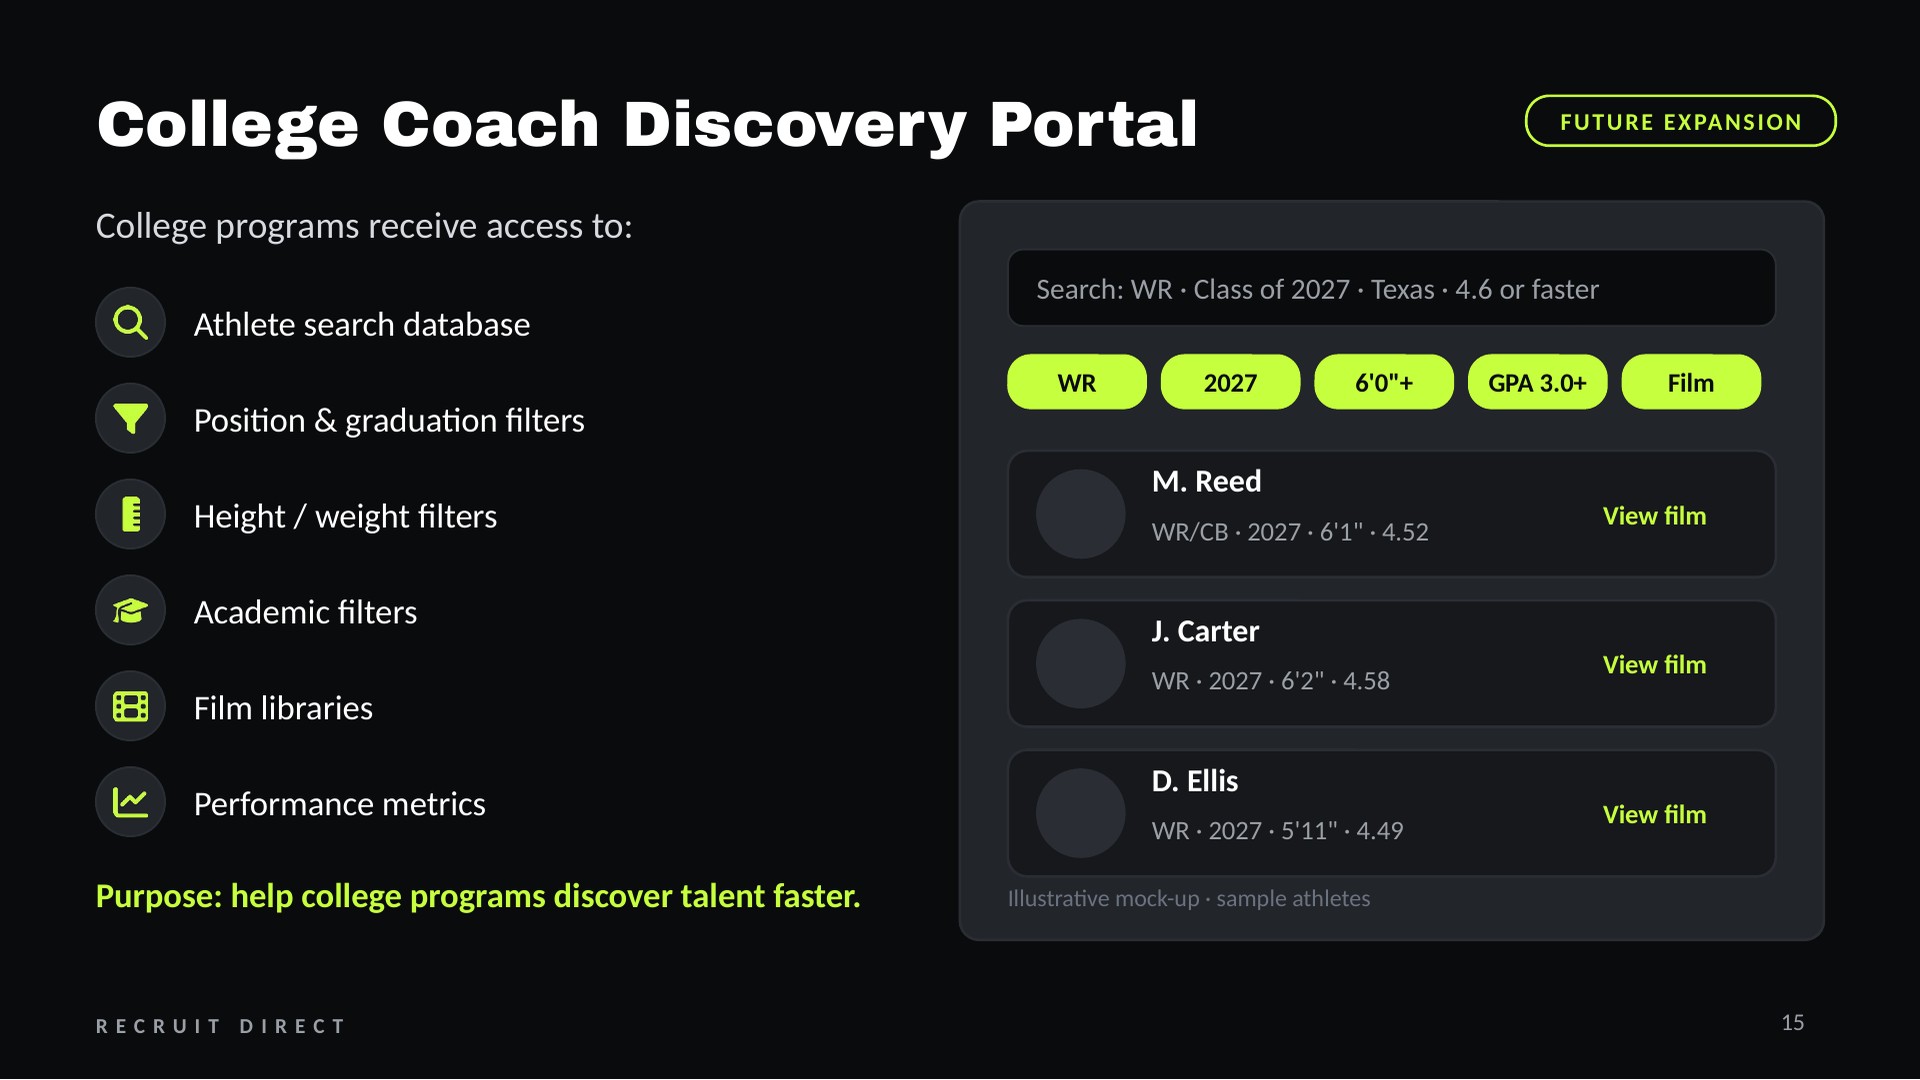 College Coach Discovery Portal
FUTURE EXPANSION
College programs receive access to:
Athlete search database
Position & graduation filters
Height / weight filters
Academic filters
Film libraries
Performance metrics
Purpose: help college programs discover talent faster.
Search: WR · Class of 2027 · Texas · 4.6 or faster
WR
2027
6'0"+
GPA 3.0+
Film
M. Reed
WR/CB · 2027 · 6'1" · 4.52
View film
J. Carter
WR · 2027 · 6'2" · 4.58
View film
D. Ellis
WR · 2027 · 5'11" · 4.49
View film
Illustrative mock-up · sample athletes
RECRUIT DIRECT
15